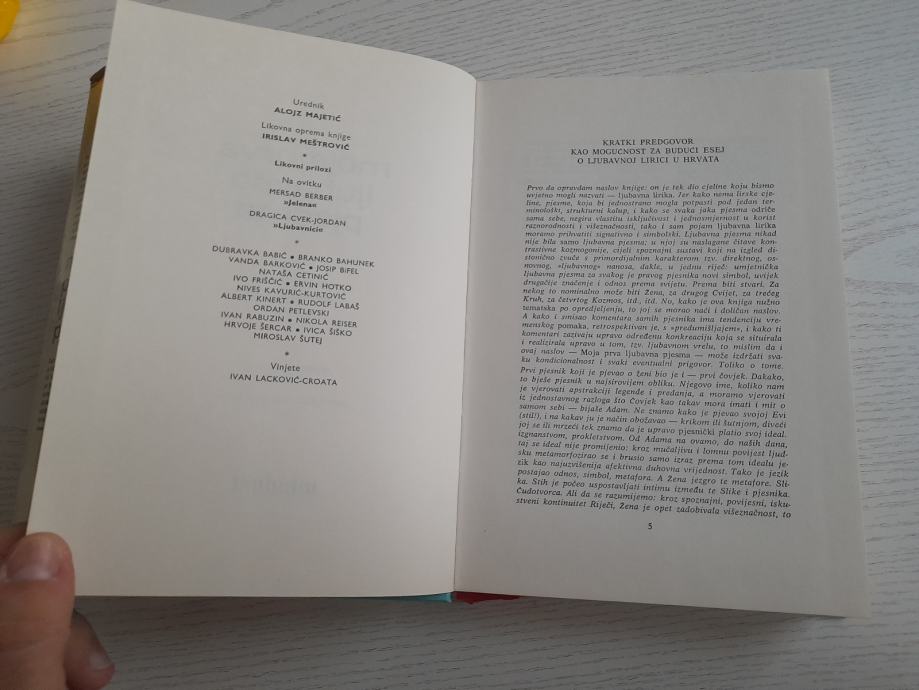 Urednik
ALOJZ MAJETIĆ
Likovna oprema knjige
IRISLAV MEŠTROVIĆ
*
Likovni prilozi
Na ovitku
MERSAD BERBER
»Jelena«
DRAGICA CVEK-JORDAN
»Ljubavnici«
*
DUBRAVKA BABIĆ • BRANKO BAHUNEK
VANDA BARKOVIĆ • JOSIP BIFEL
NATAŠA CETINIĆ
IVO FRIŠČIĆ • ERVIN HOTKO
NIVES KAVURIĆ-KURTOVIĆ
ALBERT KINERT • RUDOLF LABAŠ
ORDAN PETLEVSKI
IVAN RABUZIN • NIKOLA REISER
HRVOJE ŠERCAR • IVICA ŠIŠKO
MIROSLAV ŠUTEJ
*
Vinjete
IVAN LACKOVIĆ-CROATA
KRATKI PREDGOVOR
KAO MOGUĆNOST ZA BUDUĆI ESEJ
O LJUBAVNOJ LIRICI U HRVATA
Prvo da opravdam naslov knjige: on je tek dio cjeline koju bismo
uvjetno mogli nazvati — ljubavna lirika. Jer kako nema lirske cje-
line, pjesme, koja bi jednostrano mogla potpasti pod jedan ter-
minološki, strukturni kalup, i kako se svaka jaka pjesma odriče
sama sebe, negira vlastitu isključivost i jednosmjernost u korist
raznorodnosti i višeznačnosti, tako i sam pojam ljubavna lirika
moramo prihvatiti signativno i simbolski. Ljubavna pjesma nikad
nije bila samo ljubavna pjesma; u njoj su naslagane čitave kon-
trastivne kozmogonije, cijeli spoznajni sustavi koji na izgled di-
stonično zvuče s primordijalnim karakterom tzv. direktnog, os-
novnog, »ljubavnog« nanosa, dakle, u jednu riječ: umjetnička
ljubavna pjesma za svakog je pravog pjesnika novi simbol, uvijek
drugačije značenje i odnos prema svijetu. Prema biti stvari. Za
nekog to nominalno može biti Žena, za drugog Cvijet, za trećeg
Kruh, za četvrtog Kozmos, itd., itd. No, kako je ova knjiga nužno
tematska po opredjeljenju, to joj se morao naći i doličan naslov.
A kako i smisao komentara samih pjesnika ima tendenciju vre-
menskog pomaka, retrospektivan je, s »predumišljajem«, i kako ti
komentari zazivaju upravo određenu konkreaciju koja se situirala
i realizirala upravo u tom, tzv. ljubavnom vrelu, to mislim da i
ovaj naslov — Moja prva ljubavna pjesma — može izdržati sva-
ku kondicionalnost i svaki eventualni prigovor. Toliko o tome.
Prvi pjesnik koji je pjevao o ženi bio je i — prvi čovjek. Dakako,
to bješe pjesnik u najširovijem obliku. Njegovo ime, koliko nam
je vjerovati apstrakciji legende i predanja, a moramo vjerovati
iz jednostavnog razloga što Čovjek kao takav mora imati i mit o
samom sebi — bijaše Adam. Ne znamo kako je pjevao svojoj Evi
(stil!), i na kakav ju je način obožavao — krikom ili šutnjom, diveći
joj se ili mrzeći tek znamo da je upravo pjesnički platio svoj ideal.
izgnanstvom, prokletstvom. Od Adama na ovamo, do naših dana,
taj se ideal nije promijenio: kroz mučaljivu i lomnu povijest ljud-
sku metamorfozirao se i brusio samo izraz prema tom idealu je-
zik kao najuzvišenija afektivna duhovna vrijednost. Tako je jezik
postajao odnos, simbol, metafora. A Žena jezgro te metafore. Sli-
ka. Stih je počeo uspostavljati intimu između te Slike i pjesnika.
Čudotvorca. Ali da se razumijemo: kroz spoznajni, povijesni, isku-
stveni kontinuitet Riječi, Žena je opet zadobivala višeznačnost, to
5